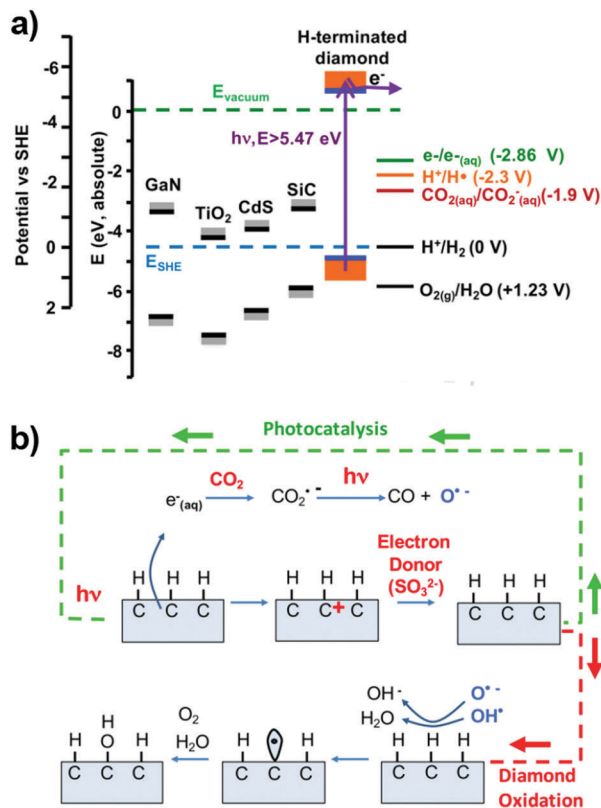 a)
H-terminated
diamond
e-
-6
-4
-2
0
2
Potential vs SHE
0
-2
-4
-6
-8
E (eV, absolute)
Evacuum
hν, E>5.47 eV
GaN
TiO2
CdS
SiC
ESHE
e-/e-(aq) (-2.86 V)
H+/H• (-2.3 V)
CO2(aq)/CO2-(aq)(-1.9 V)
H+/H2 (0 V)
O2(g)/H2O (+1.23 V)
b)
Photocatalysis
e-(aq)
CO2
CO2•-
hν
CO + O•-
Electron
Donor
(SO32-)
hν
H H H
C C C
H H H
C C+ C
H H H
C C C
OH-
H2O
O•-
OH•
O2
H2O
H
H O H
C C C
H • H
C C C
H H H
C C C
Diamond
Oxidation